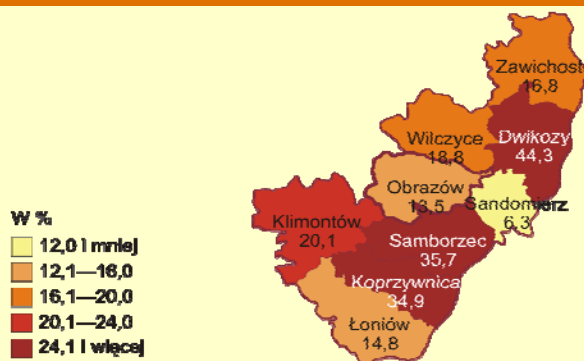 Zawichost
16,8
Wilczyce
18,8
Dwikozy
44,3
Obrazów
13,5
Sandomierz
6,3
Klimontów
20,1
Samborzec
35,7
Koprzywnica
34,9
Łoniów
14,8
W %
12,0 i mniej
12,1—16,0
16,1—20,0
20,1—24,0
24,1 i więcej